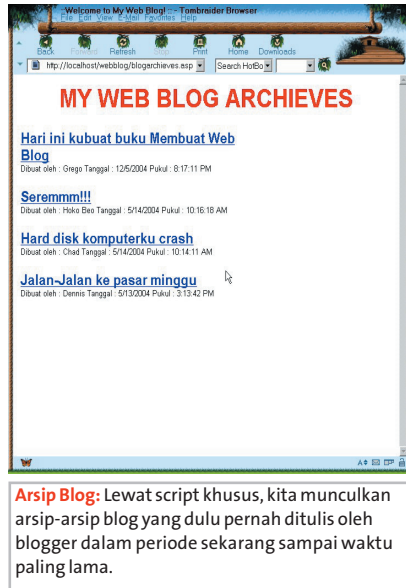 Welcome to My Web Blog! :: - Tombraider Browser
File Edit View E-Mail Favorites Help
Back Forward Refresh Print Home Downloads
http://localhost/webblog/blogarchieves.asp Search HotBo
MY WEB BLOG ARCHIEVES
Hari ini kubuat buku Membuat Web
Blog
Dibuat oleh : Grego Tanggal : 12/5/2004 Pukul : 8:17:11 PM
Seremmm!!!
Dibuat oleh : Hoko Beo Tanggal : 5/14/2004 Pukul : 10:16:18 AM
Hard disk komputerku crash
Dibuat oleh : Chad Tanggal : 5/14/2004 Pukul : 10:14:11 AM
Jalan-Jalan ke pasar minggu
Dibuat oleh : Dennis Tanggal : 5/13/2004 Pukul : 3:13:42 PM
Arsip Blog: Lewat script khusus, kita munculkan
arsip-arsip blog yang dulu pernah ditulis oleh
blogger dalam periode sekarang sampai waktu
paling lama.